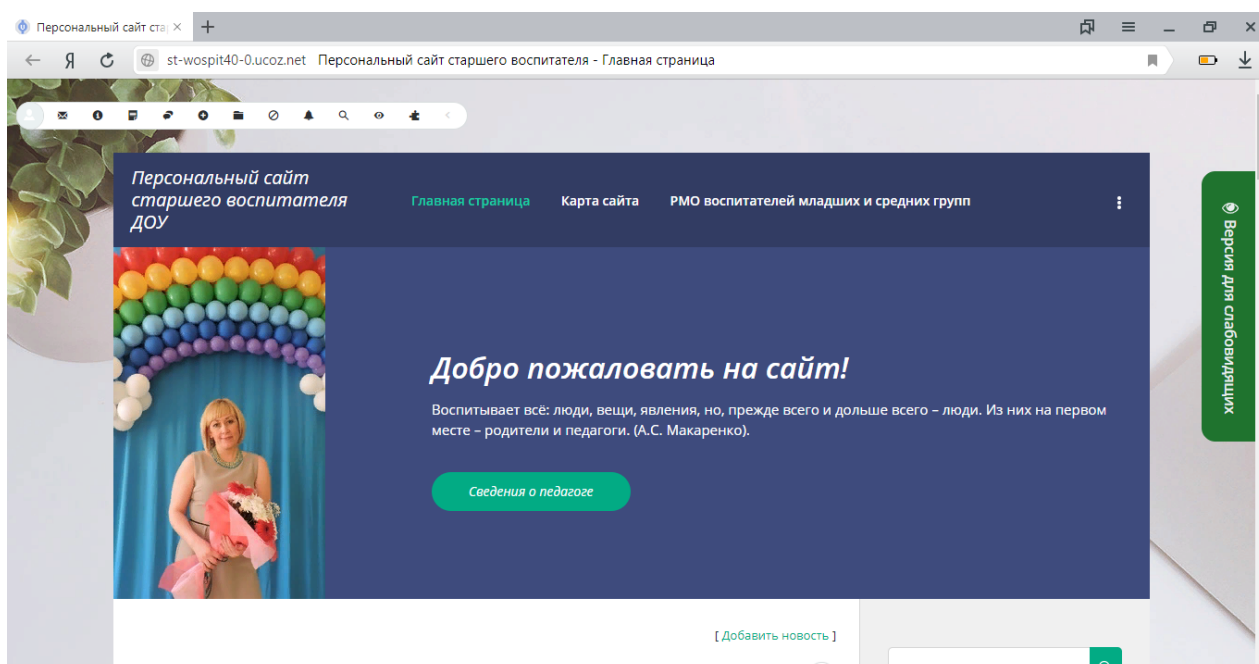 Персональный сайт ста
st-wospit40-0.ucoz.net Персональный сайт старшего воспитателя - Главная страница
Персональный сайт
старшего воспитателя
ДОУ
Главная страница Карта сайта РМО воспитателей младших и средних групп
Версия для слабовидящих
Добро пожаловать на сайт!
Воспитывает всё: люди, вещи, явления, но, прежде всего и дольше всего – люди. Из них на первом
месте – родители и педагоги. (А.С. Макаренко).
Сведения о педагоге
[ Добавить новость ]